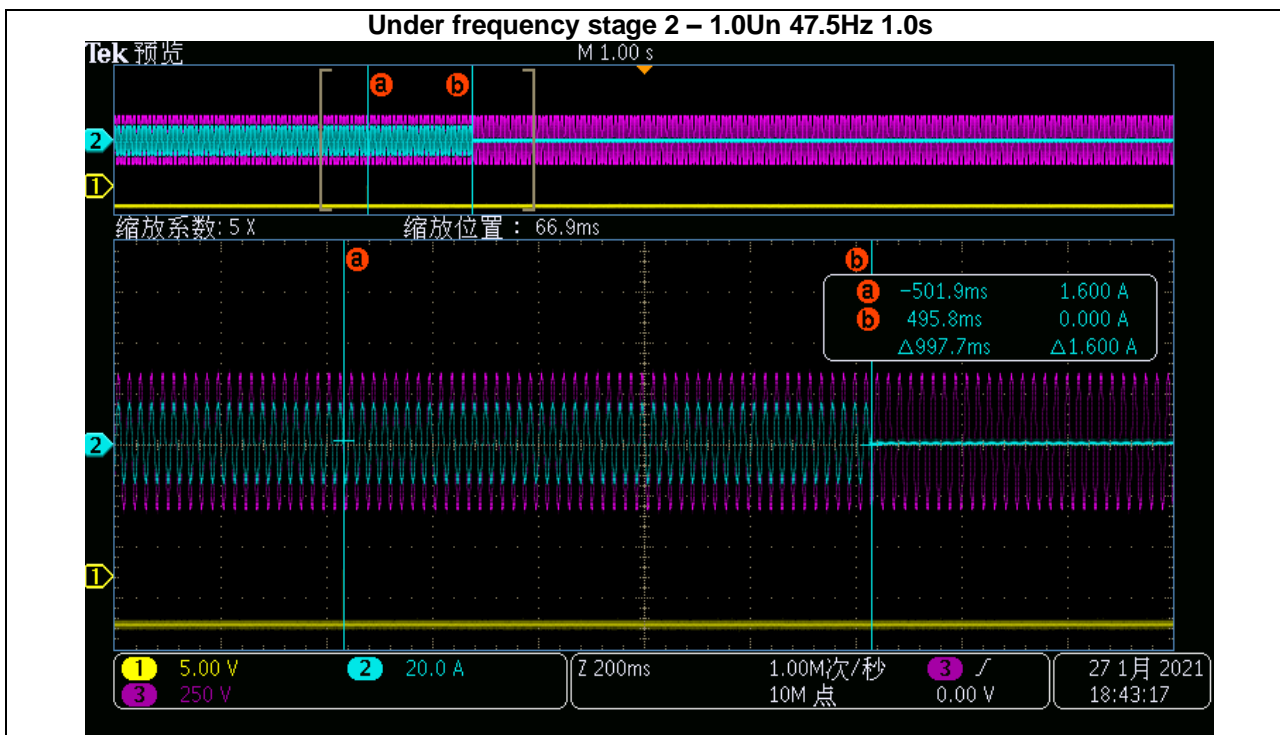 Under frequency stage 2 – 1.0Un 47.5Hz 1.0s
Tek 预览 M 1.00 s
a b
2
1
缩放系数: 5 X 缩放位置: 66.9ms
a b
a -501.9ms 1.600 A
b 495.8ms 0.000 A
△997.7ms △1.600 A
2
1
1 5.00 V 2 20.0 A Z 200ms 1.00M次/秒 3 ∫ 27 1月 2021
3 250 V 10M 点 0.00 V 18:43:17